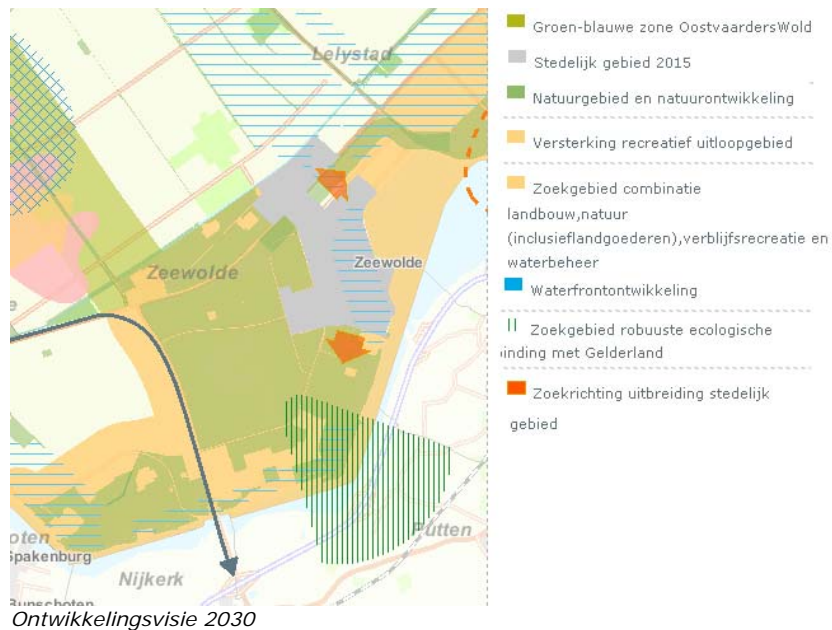 Lelystad
Zeewolde
Zeewolde
Putten
Spakenburg
Nijkerk
Bunschoten
Groen-blauwe zone OostvaardersWold
Stedelijk gebied 2015
Natuurgebied en natuurontwikkeling
Versterking recreatief uitloopgebied
Zoekgebied combinatie
landbouw,natuur
(inclusieflandgoederen),verblijfsrecreatie en
waterbeheer
Waterfrontontwikkeling
Zoekgebied robuuste ecologische
inding met Gelderland
Zoekrichting uitbreiding stedelijk
gebied
Ontwikkelingsvisie 2030